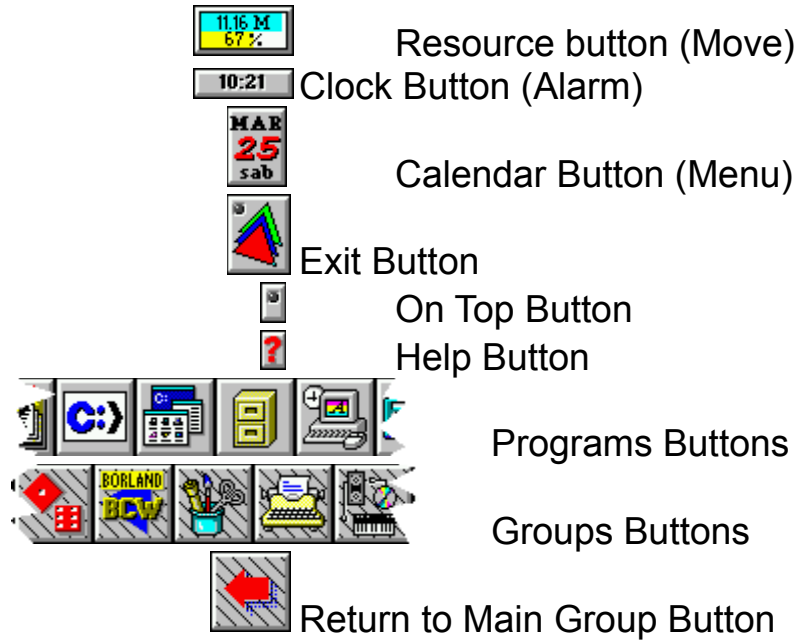 11,16 M
67 %
Resource button (Move)
10:21
Clock Button (Alarm)
MAR
25
sab
Calendar Button (Menu)
Exit Button
On Top Button
?
Help Button
C:⟩
C:
A
Programs Buttons
BORLAND
BCW
Groups Buttons
Return to Main Group Button